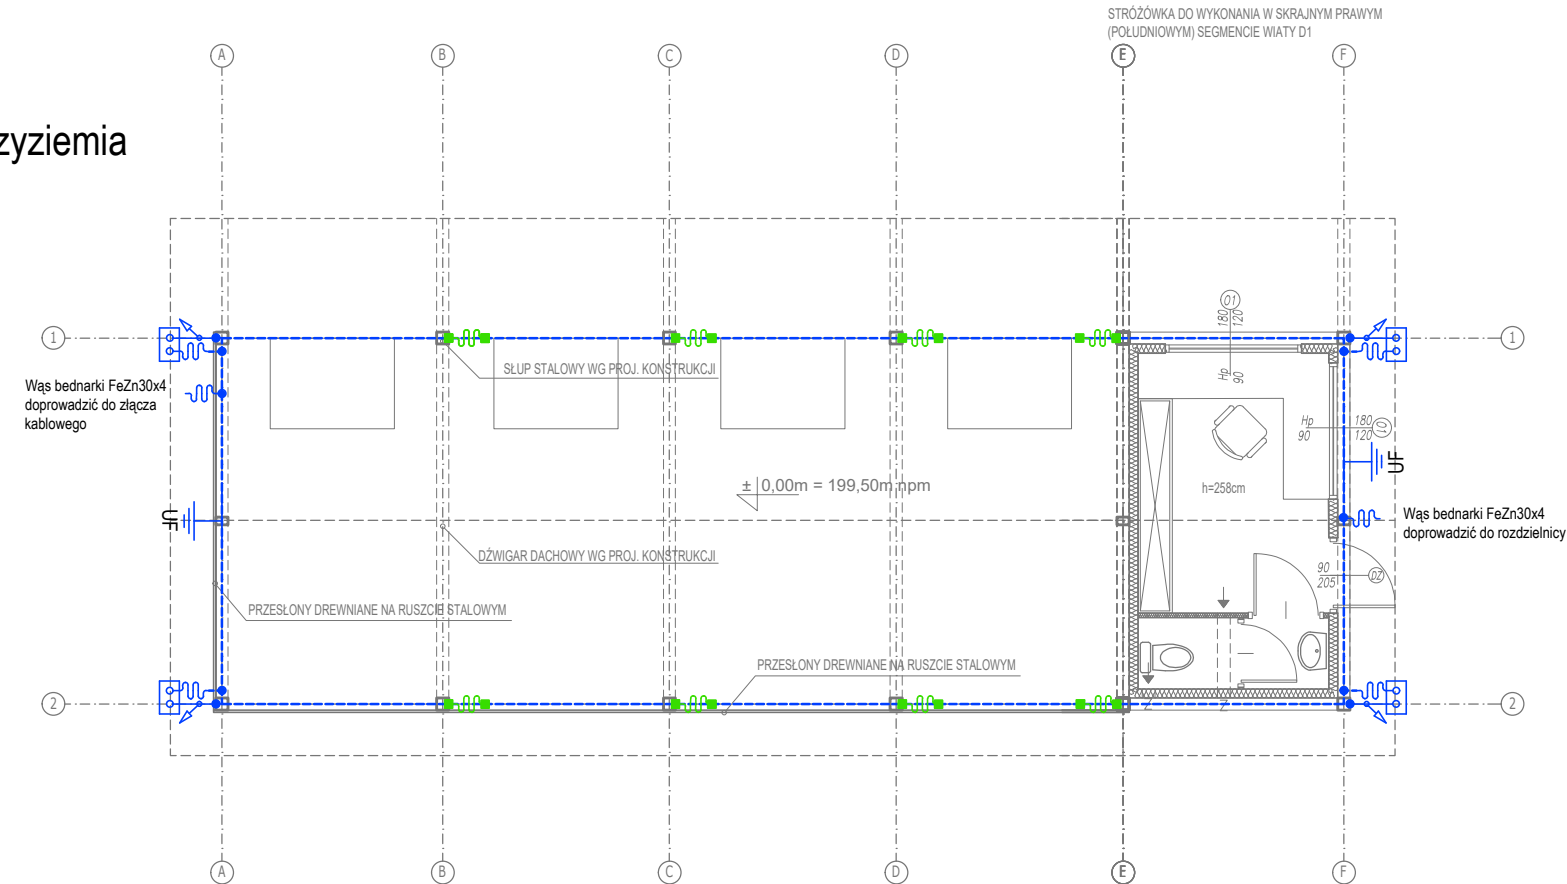 STRÓŻÓWKA DO WYKONANIA W SKRAJNYM PRAWYM
(POŁUDNIOWYM) SEGMENCIE WIATY D1
A
B
C
D
E
F
zyziemia
O1
180
120
1
1
Hp
90
SŁUP STALOWY WG PROJ. KONSTRUKCJI
Wąs bednarki FeZn30x4
doprowadzić do złącza
kablowego
Hp
90
180
120
O1
UF
± 0,00m = 199,50m npm
h=258cm
UF
Wąs bednarki FeZn30x4
doprowadzić do rozdzielnicy
DŹWIGAR DACHOWY WG PROJ. KONSTRUKCJI
90
205
DZ
PRZESŁONY DREWNIANE NA RUSZCIE STALOWYM
PRZESŁONY DREWNIANE NA RUSZCIE STALOWYM
2
2
A
B
C
D
E
F